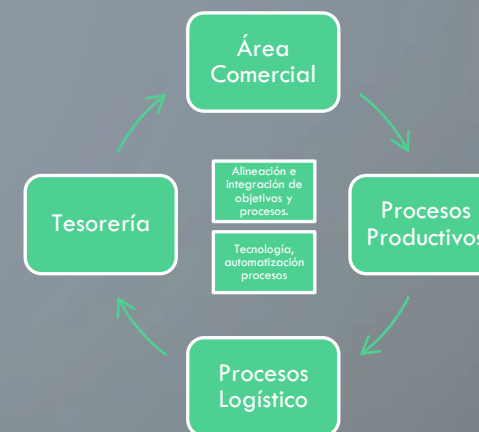 Área
Comercial
Alineación e
integración de
objetivos y
procesos.
Tesorería
Procesos
Productivos
Tecnología,
automatización
procesos
Procesos
Logístico